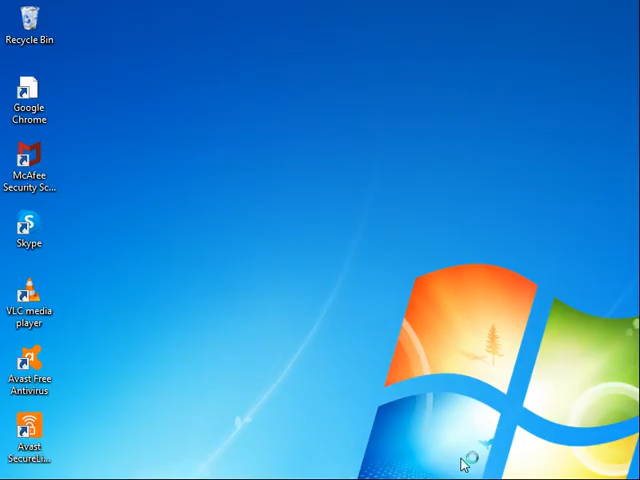 Recycle Bin
Google
Chrome
McAfee
Security Sc...
Skype
VLC media
player
Avast Free
Antivirus
Avast
SecureLi...